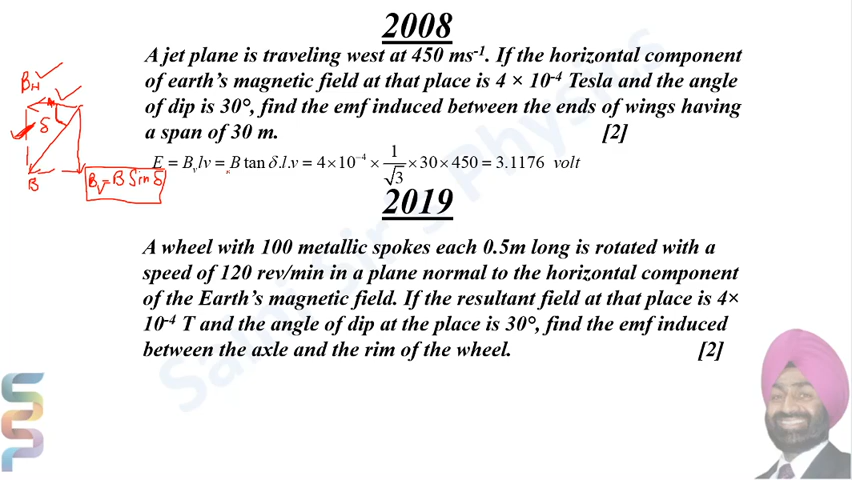 2008
A jet plane is traveling west at 450 ms⁻¹. If the horizontal component
of earth's magnetic field at that place is 4 × 10⁻⁴ Tesla and the angle
of dip is 30°, find the emf induced between the ends of wings having
a span of 30 m. [2]
E = Bᵥlv = B tan δ.l.v = 4×10⁻⁴ × 1/√3 × 30 × 450 = 3.1176 volt
B_H
δ
B
Bᵥ = B Sin δ
2019
A wheel with 100 metallic spokes each 0.5m long is rotated with a
speed of 120 rev/min in a plane normal to the horizontal component
of the Earth's magnetic field. If the resultant field at that place is 4×
10⁻⁴ T and the angle of dip at the place is 30°, find the emf induced
between the axle and the rim of the wheel. [2]
Saini Sir's Physics
SSP